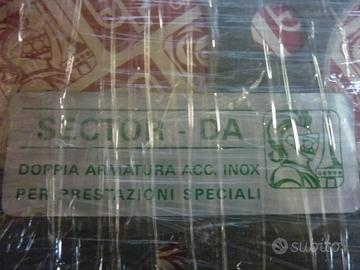 SECTOR - DA
DOPPIA ARMATURA ACC. INOX
PER PRESTAZIONI SPECIALI
subito